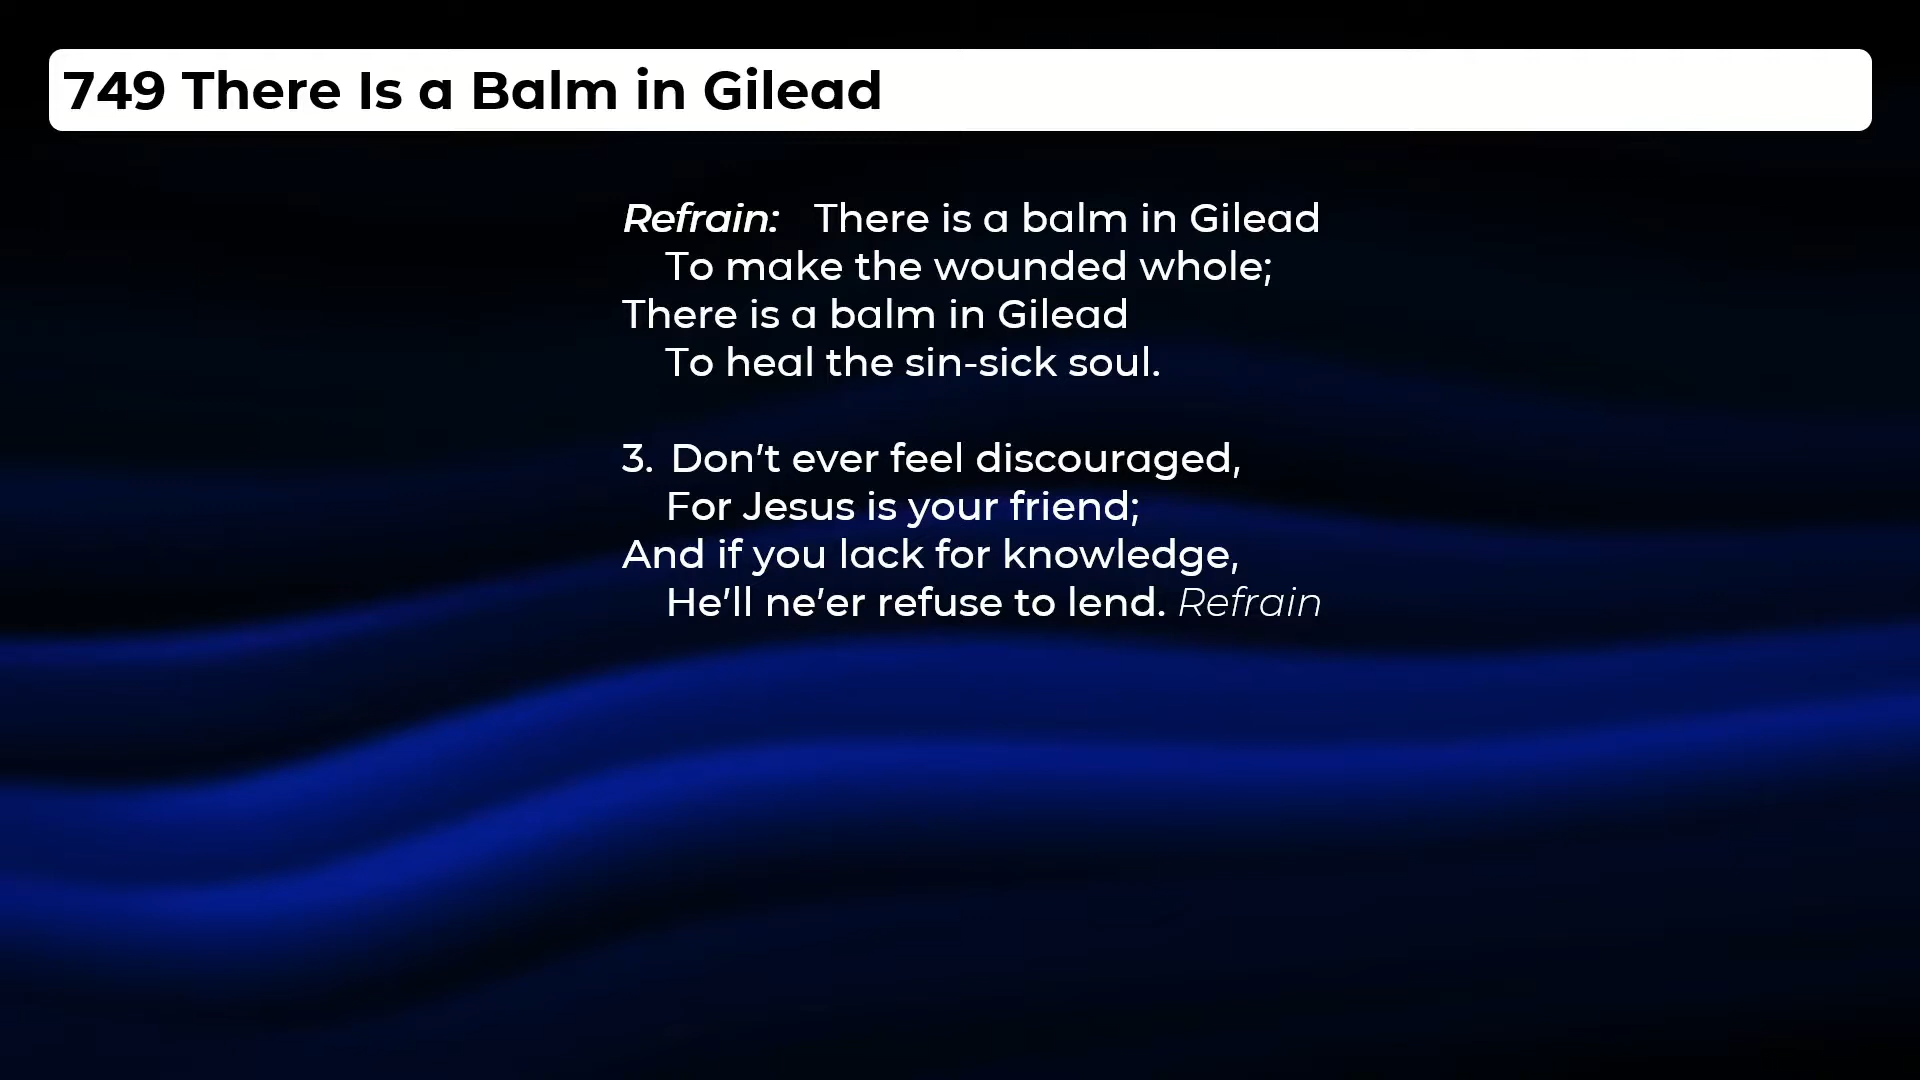 749 There Is a Balm in Gilead
Refrain: There is a balm in Gilead
To make the wounded whole;
There is a balm in Gilead
To heal the sin-sick soul.
3. Don’t ever feel discouraged,
For Jesus is your friend;
And if you lack for knowledge,
He’ll ne’er refuse to lend. Refrain